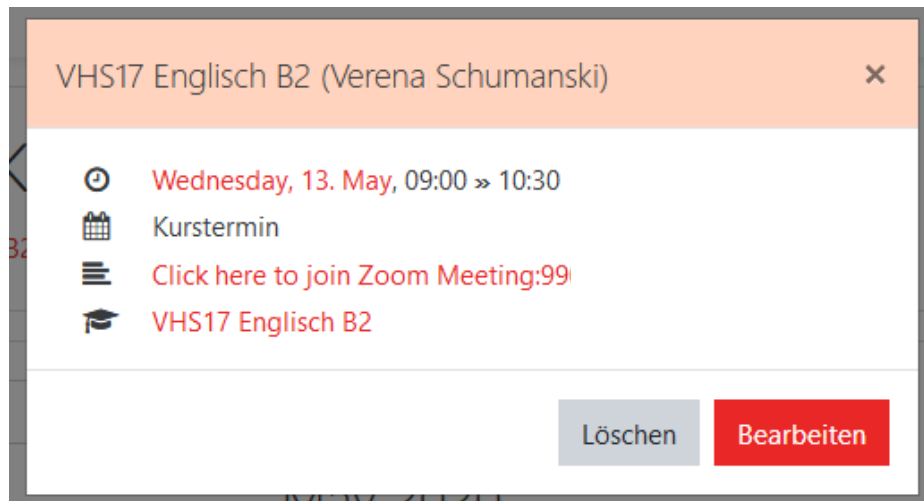 VHS17 Englisch B2 (Verena Schumanski) ×
Wednesday, 13. May, 09:00 » 10:30
Kurstermin
Click here to join Zoom Meeting:99
VHS17 Englisch B2
Löschen Bearbeiten